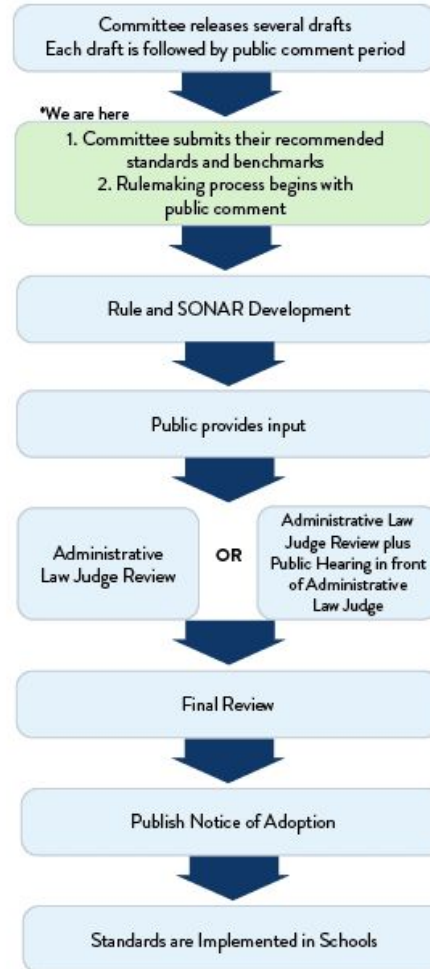 Committee releases several drafts
Each draft is followed by public comment period
*We are here
1. Committee submits their recommended
standards and benchmarks
2. Rulemaking process begins with
public comment
Rule and SONAR Development
Public provides input
Administrative
Law Judge Review
OR
Administrative Law
Judge Review plus
Public Hearing in front
of Administrative
Law Judge
Final Review
Publish Notice of Adoption
Standards are Implemented in Schools